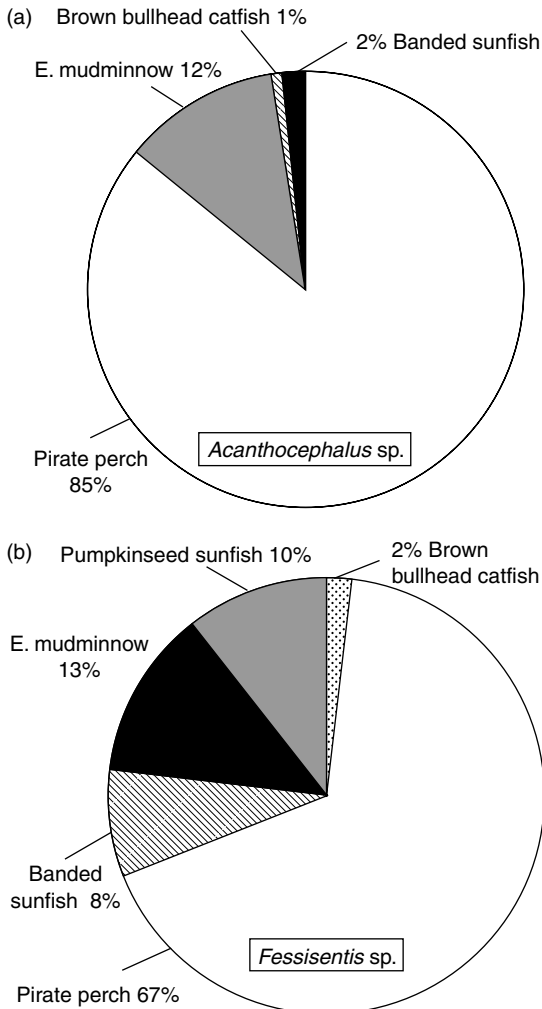 (a)
Brown bullhead catfish 1%
2% Banded sunfish
E. mudminnow 12%
Pirate perch
85%
Acanthocephalus sp.
(b)
Pumpkinseed sunfish 10%
2% Brown
bullhead catfish
E. mudminnow
13%
Banded
sunfish 8%
Pirate perch 67%
Fessisentis sp.